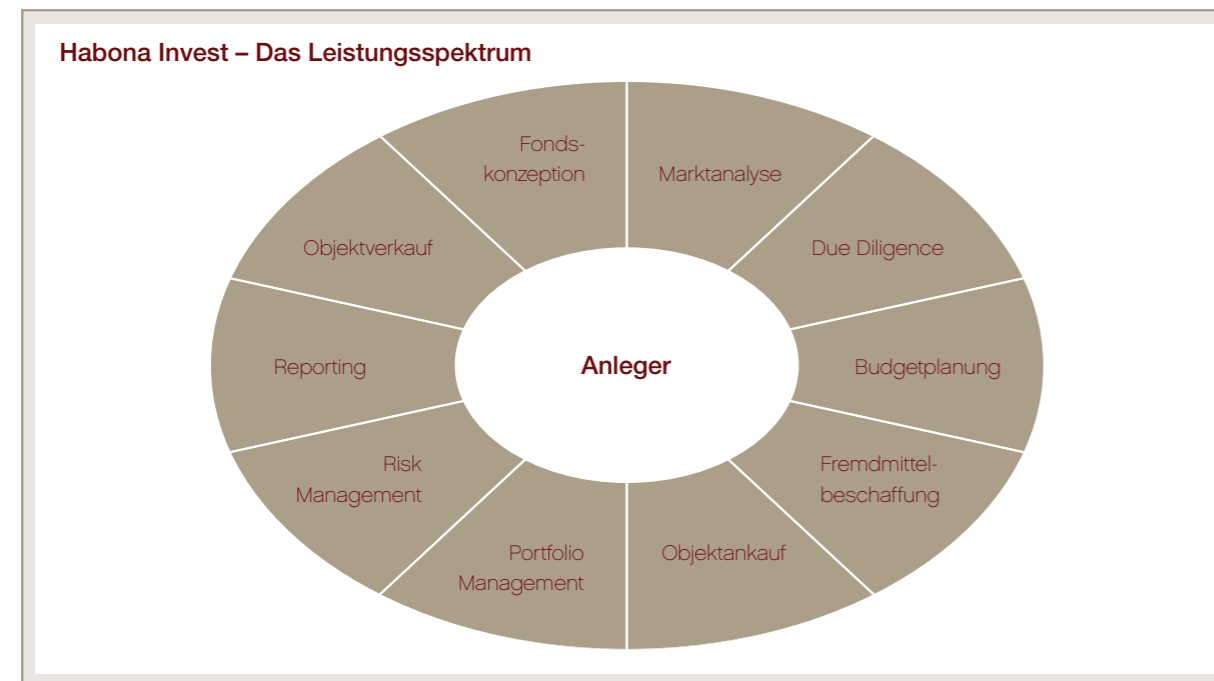 Habona Invest – Das Leistungsspektrum
Fonds-
konzeption
Marktanalyse
Objektverkauf
Due Diligence
Reporting
Anleger
Budgetplanung
Risk
Management
Fremdmittel-
beschaffung
Portfolio
Management
Objektankauf